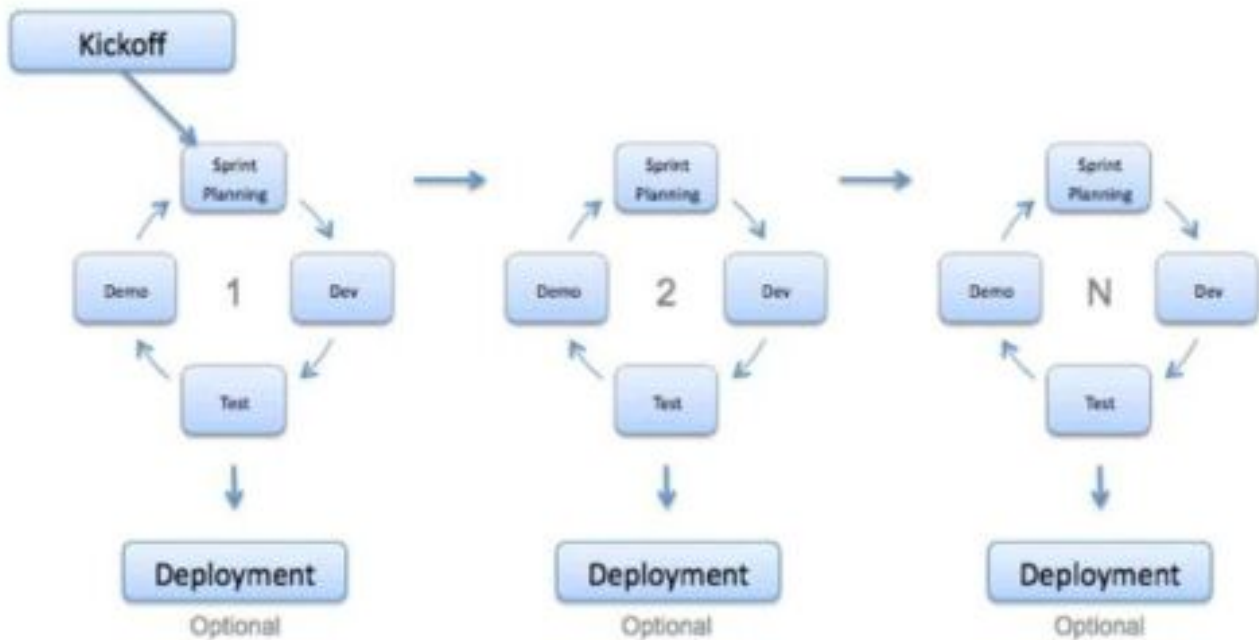 Kickoff
Sprint
Planning
Sprint
Planning
Sprint
Planning
Demo
1
Dev
Demo
2
Dev
Demo
N
Dev
Test
Test
Test
Deployment
Deployment
Deployment
Optional
Optional
Optional